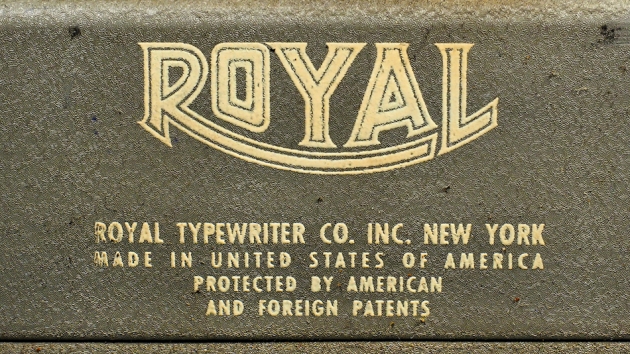 ROYAL
ROYAL TYPEWRITER CO. INC. NEW YORK
MADE IN UNITED STATES OF AMERICA
PROTECTED BY AMERICAN
AND FOREIGN PATENTS